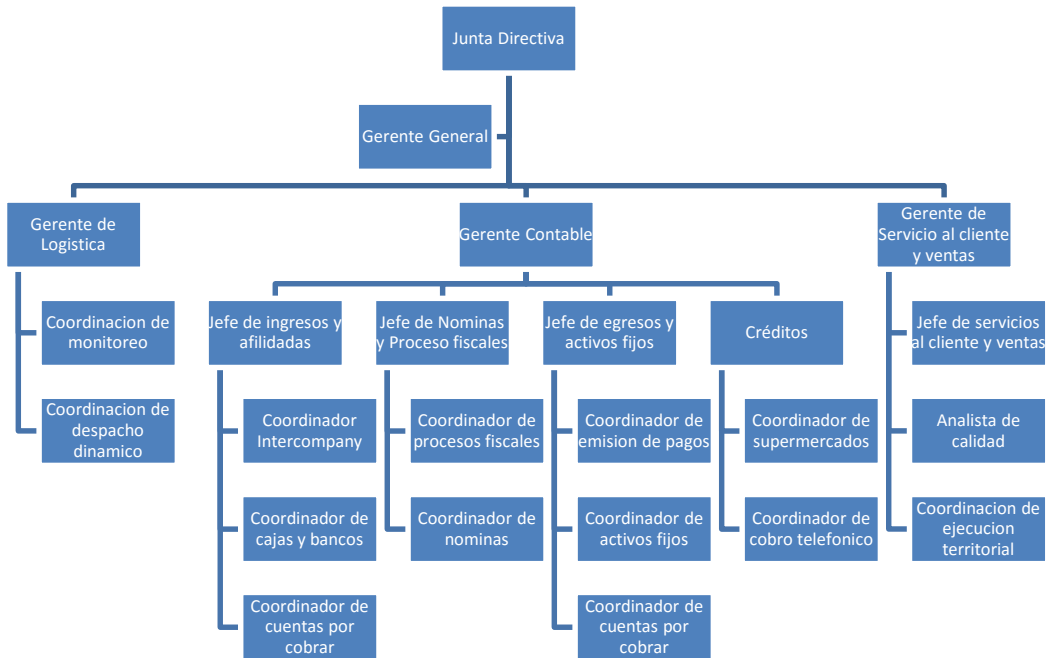 Junta Directiva
Gerente General
Gerente de
Logistica
Gerente Contable
Gerente de
Servicio al cliente
y ventas
Coordinacion de
monitoreo
Jefe de ingresos y
afilidadas
Jefe de Nominas
y Proceso fiscales
Jefe de egresos y
activos fijos
Créditos
Jefe de servicios
al cliente y ventas
Coordinacion de
despacho
dinamico
Coordinador
Intercompany
Coordinador de
procesos fiscales
Coordinador de
emision de pagos
Coordinador de
supermercados
Analista de
calidad
Coordinador de
cajas y bancos
Coordinador de
nominas
Coordinador de
activos fijos
Coordinador de
cobro telefonico
Coordinacion de
ejecucion
territorial
Coordinador de
cuentas por
cobrar
Coordinador de
cuentas por
cobrar